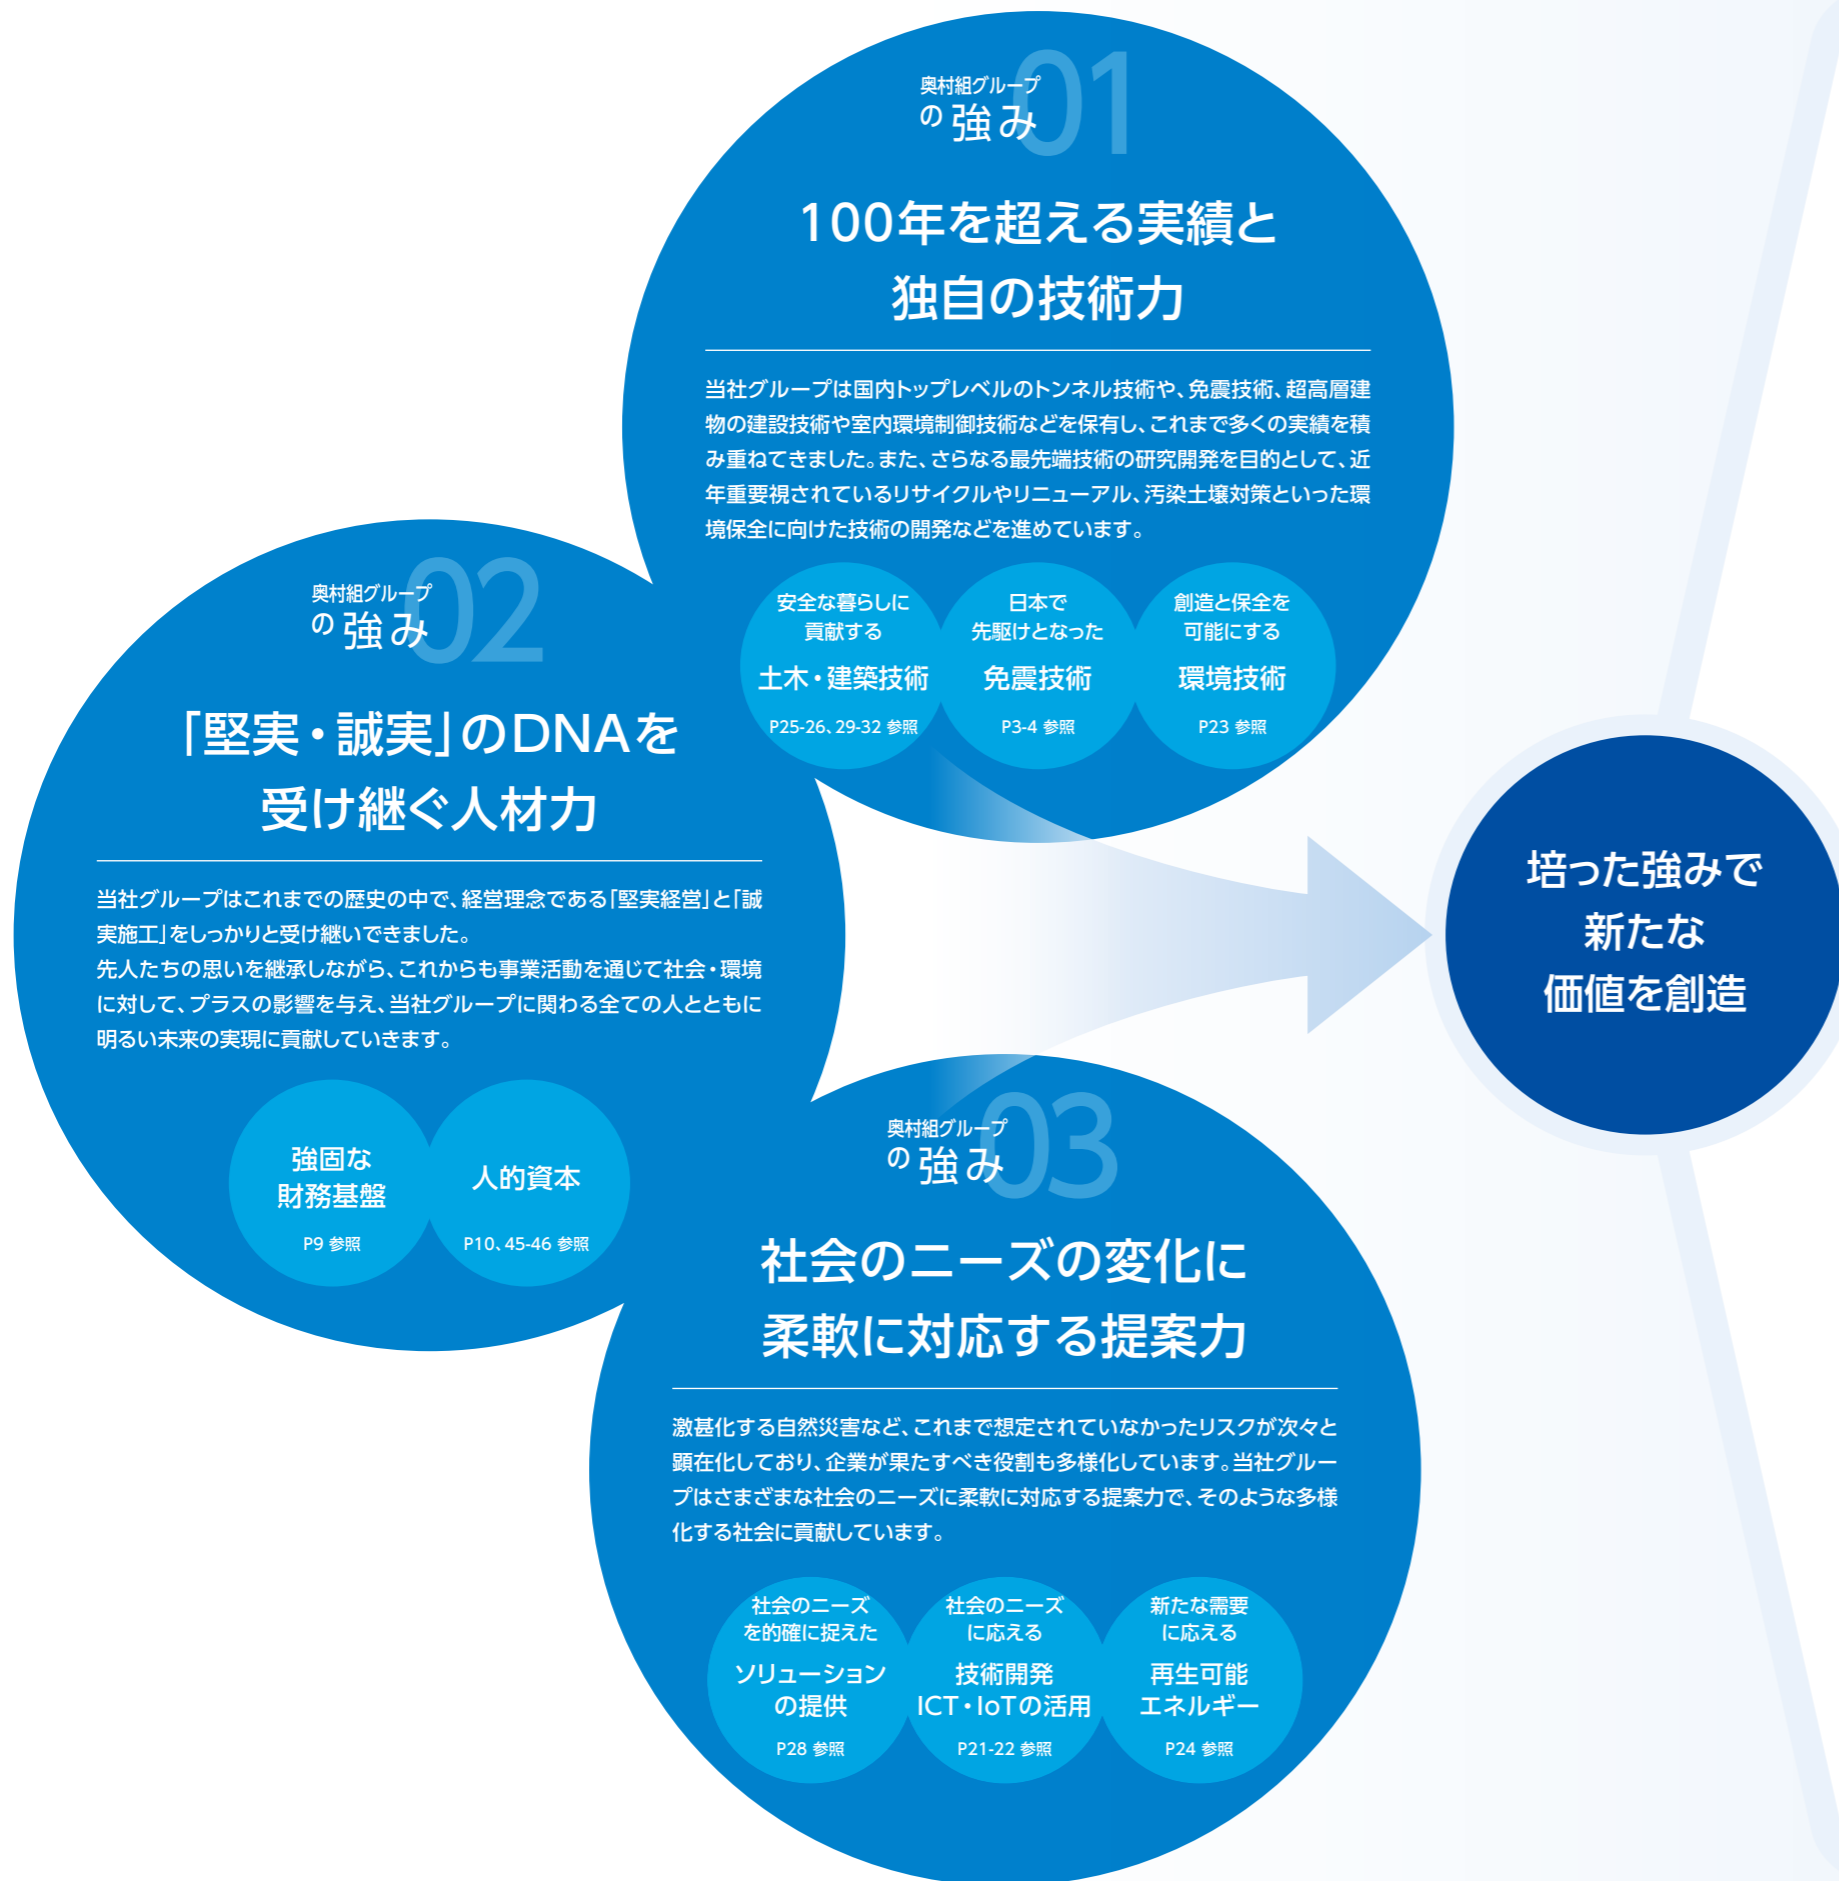 奥村組グループ
の強み 01
100年を超える実績と
独自の技術力
当社グループは国内トップレベルのトンネル技術や、免震技術、超高層建
物の建設技術や室内環境制御技術などを保有し、これまで多くの実績を積
み重ねてきました。また、さらなる最先端技術の研究開発を目的として、近
年重要視されているリサイクルやリニューアル、汚染土壌対策といった環
境保全に向けた技術の開発などを進めています。
安全な暮らしに
貢献する
土木・建築技術
P25-26、29-32 参照
日本で
先駆けとなった
免震技術
P3-4 参照
創造と保全を
可能にする
環境技術
P23 参照
奥村組グループ
の強み 02
「堅実・誠実」のDNAを
受け継ぐ人材力
当社グループはこれまでの歴史の中で、経営理念である「堅実経営」と「誠
実施工」をしっかりと受け継いできました。
先人たちの思いを継承しながら、これからも事業活動を通じて社会・環境
に対して、プラスの影響を与え、当社グループに関わる全ての人とともに
明るい未来の実現に貢献していきます。
強固な
財務基盤
P9 参照
人的資本
P10、45-46 参照
奥村組グループ
の強み 03
社会のニーズの変化に
柔軟に対応する提案力
激甚化する自然災害など、これまで想定されていなかったリスクが次々と
顕在化しており、企業が果たすべき役割も多様化しています。当社グルー
プはさまざまな社会のニーズに柔軟に対応する提案力で、そのような多様
化する社会に貢献しています。
社会のニーズ
を的確に捉えた
ソリューション
の提供
P28 参照
社会のニーズ
に応える
技術開発
ICT・IoTの活用
P21-22 参照
新たな需要
に応える
再生可能
エネルギー
P24 参照
培った強みで
新たな
価値を創造